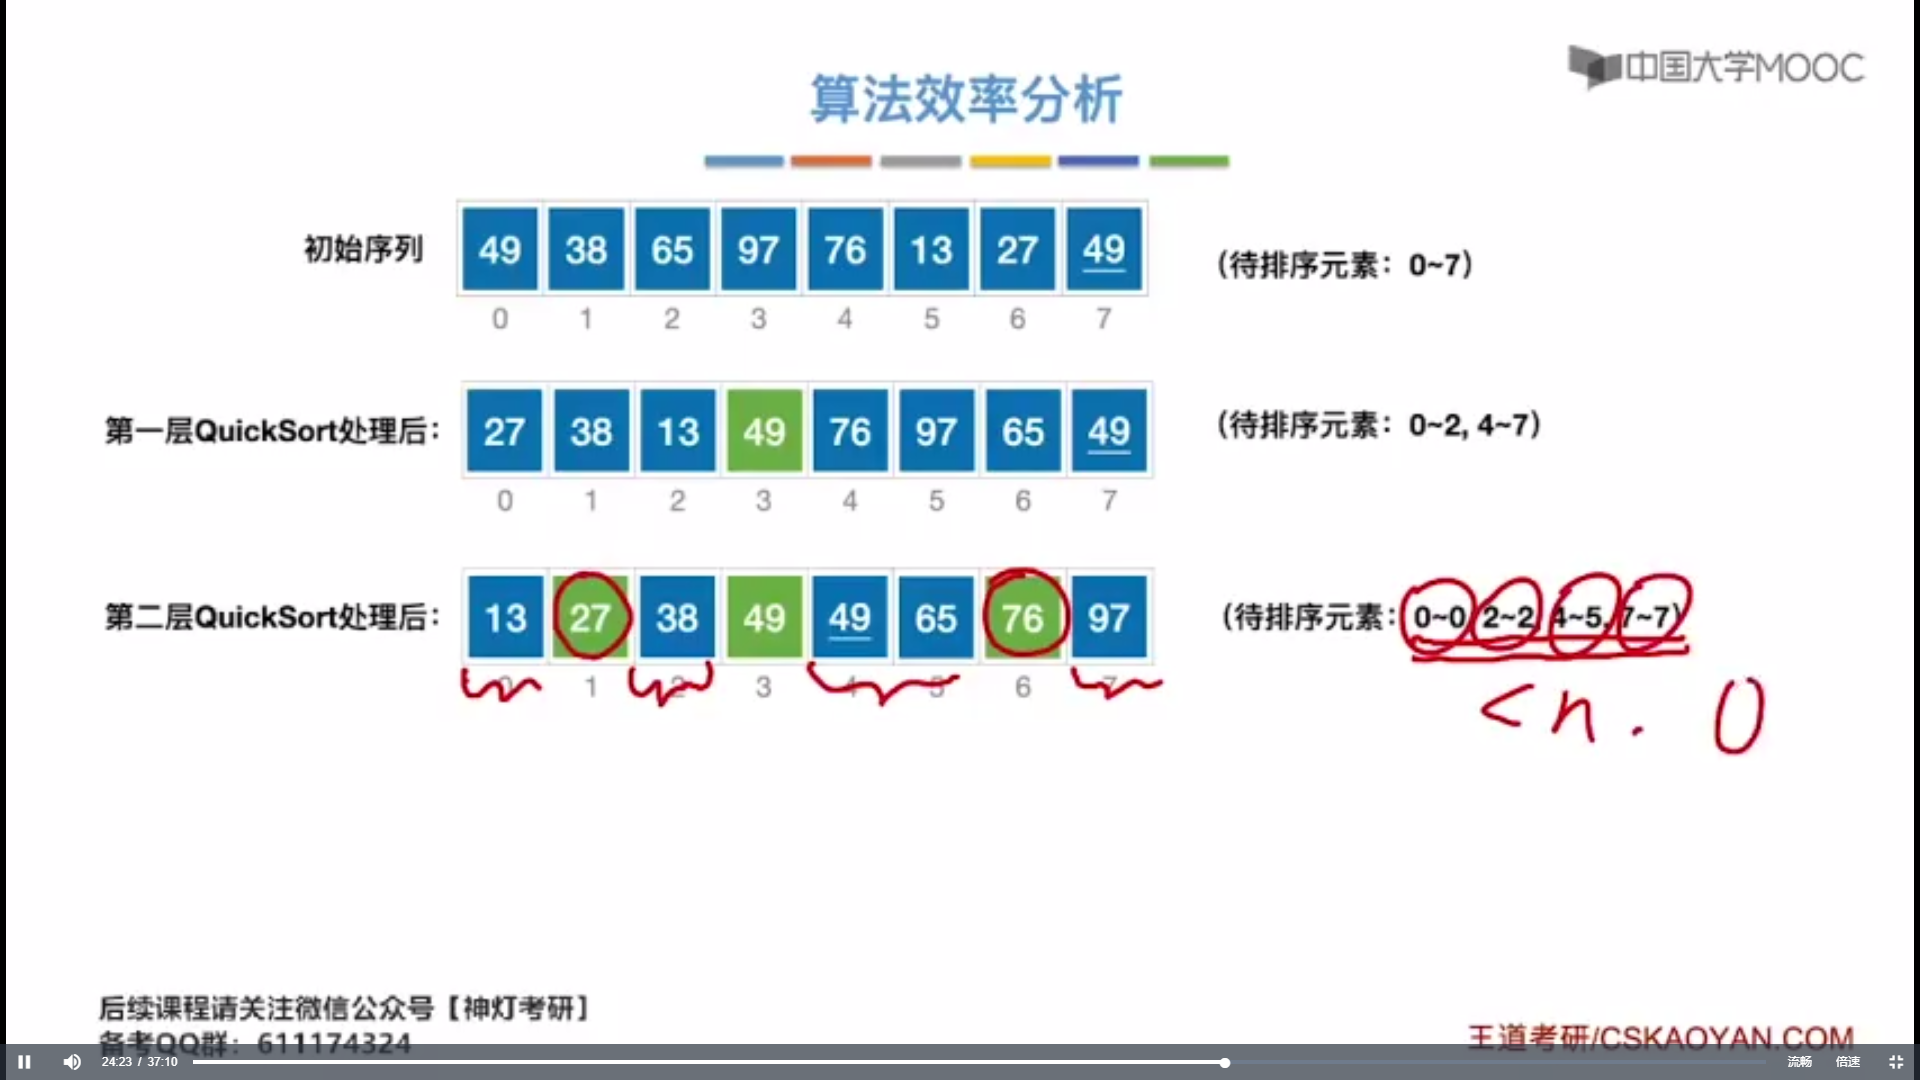 中国大学MOOC
算法效率分析
初始序列 49 38 65 97 76 13 27 49 (待排序元素：0~7)
0 1 2 3 4 5 6 7
第一层QuickSort处理后： 27 38 13 49 76 97 65 49 (待排序元素：0~2, 4~7)
0 1 2 3 4 5 6 7
第二层QuickSort处理后： 13 27 38 49 49 65 76 97 (待排序元素：0~0, 2~2, 4~5, 7~7)
0 1 2 3 4 5 6 7
< n . 0
后续课程请关注微信公众号【神灯考研】
备考QQ群：611174324
王道考研/CSKAOYAN.COM
24:23 / 37:10 流畅 倍速